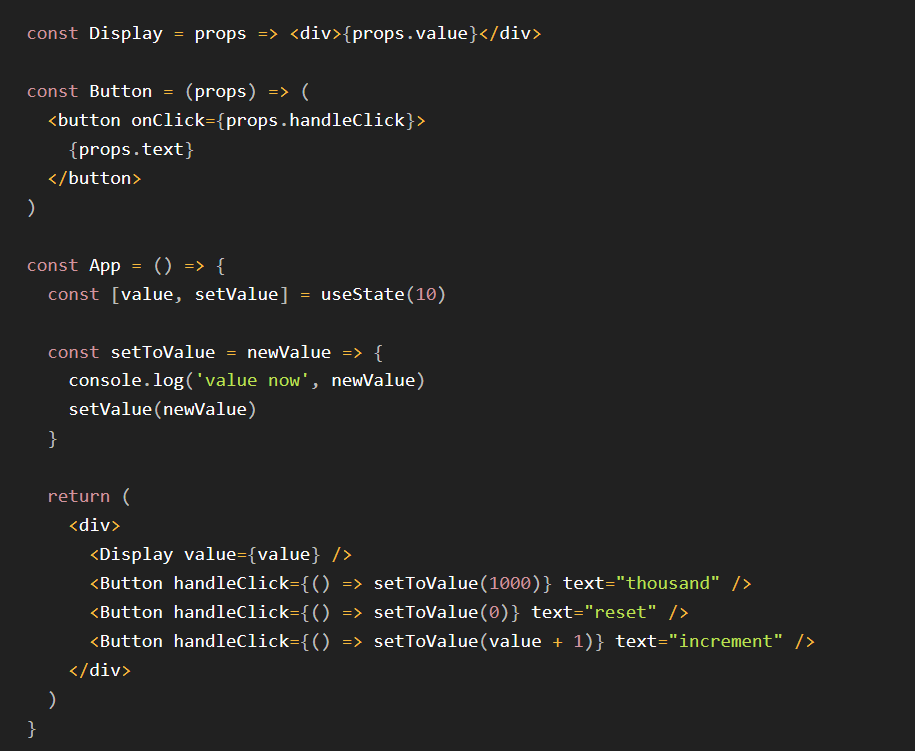 const Display = props => <div>{props.value}</div>

const Button = (props) => (
  <button onClick={props.handleClick}>
    {props.text}
  </button>
)

const App = () => {
  const [value, setValue] = useState(10)

  const setToValue = newValue => {
    console.log('value now', newValue)
    setValue(newValue)
  }

  return (
    <div>
      <Display value={value} />
      <Button handleClick={() => setToValue(1000)} text="thousand" />
      <Button handleClick={() => setToValue(0)} text="reset" />
      <Button handleClick={() => setToValue(value + 1)} text="increment" />
    </div>
  )
}